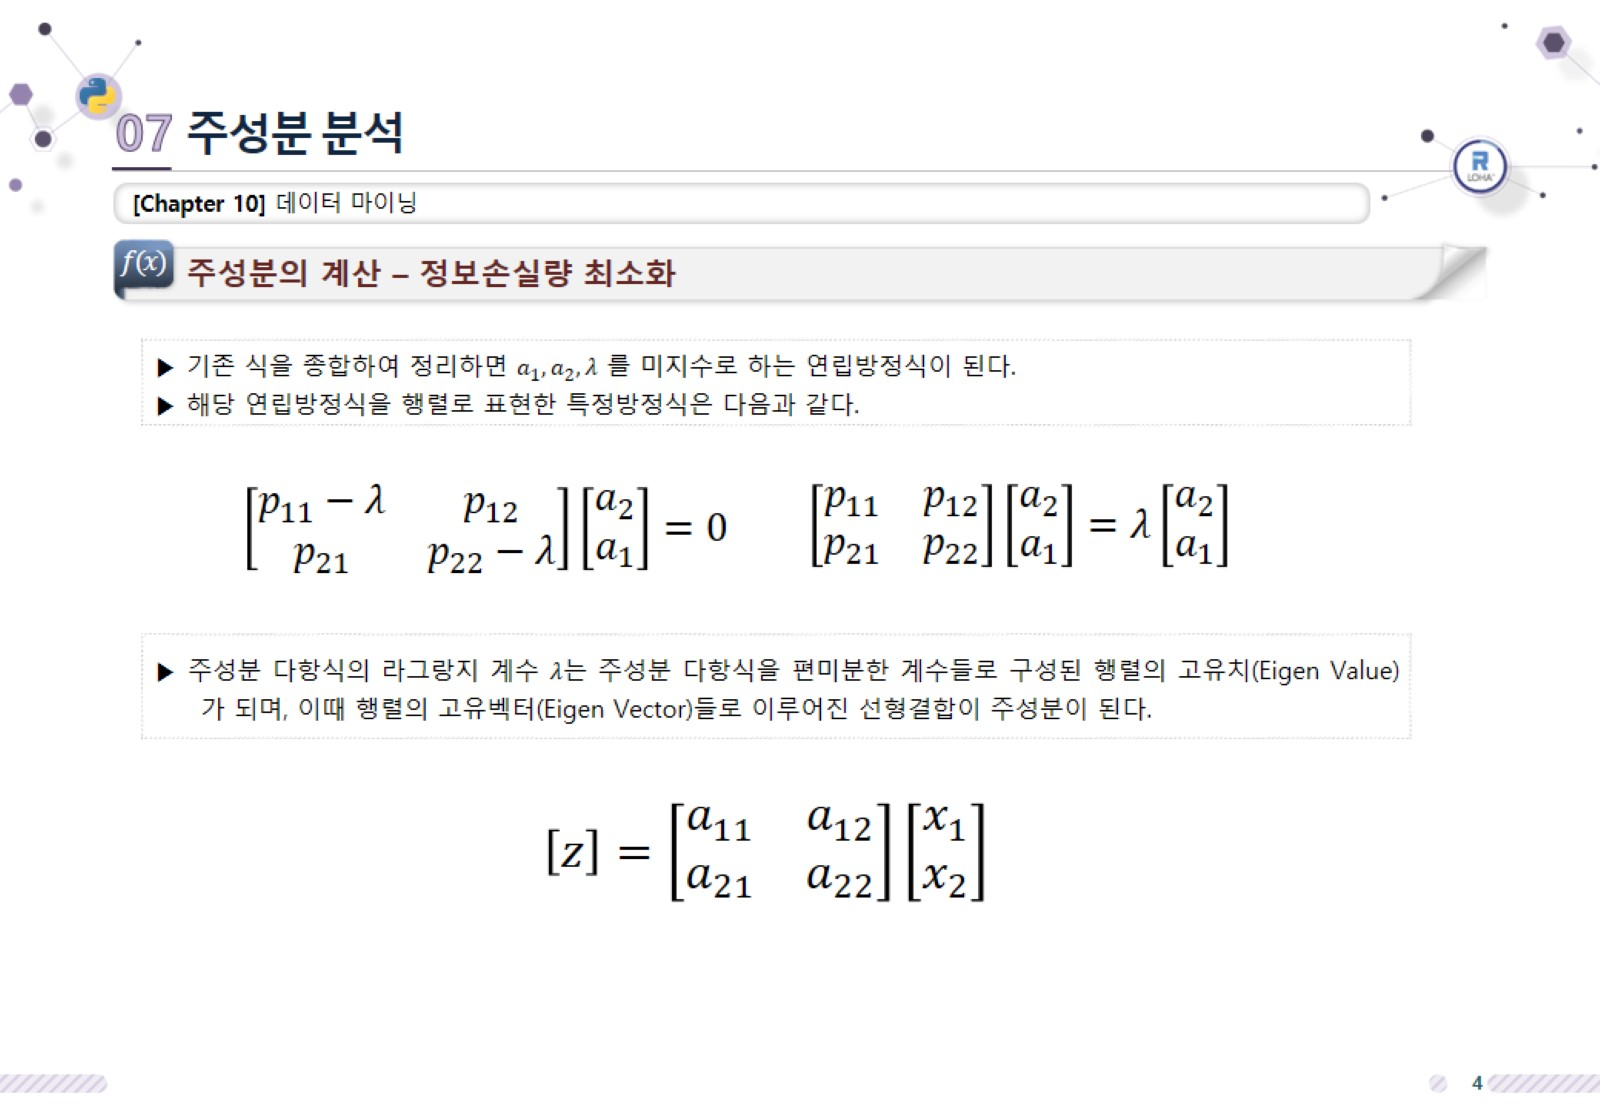 07 주성분 분석
R
LOHA
[Chapter 10] 데이터 마이닝
f(x) 주성분의 계산 – 정보손실량 최소화
▶ 기존 식을 종합하여 정리하면 a₁, a₂, λ 를 미지수로 하는 연립방정식이 된다.
▶ 해당 연립방정식을 행렬로 표현한 특정방정식은 다음과 같다.
[p₁₁ − λ p₁₂; p₂₁ p₂₂ − λ][a₂; a₁] = 0 [p₁₁ p₁₂; p₂₁ p₂₂][a₂; a₁] = λ[a₂; a₁]
▶ 주성분 다항식의 라그랑지 계수 λ는 주성분 다항식을 편미분한 계수들로 구성된 행렬의 고유치(Eigen Value)
가 되며, 이때 행렬의 고유벡터(Eigen Vector)들로 이루어진 선형결합이 주성분이 된다.
[z] = [a₁₁ a₁₂; a₂₁ a₂₂][x₁; x₂]
4